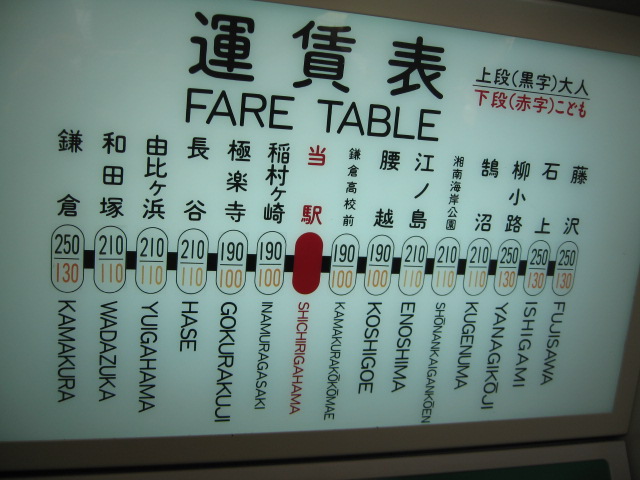 運賃表
FARE TABLE
上段(黒字)大人
下段(赤字)こども
鎌倉 和田塚 由比ヶ浜 長谷 極楽寺 稲村ヶ崎 当駅 鎌倉高校前 腰越 江ノ島 湘南海岸公園 鵠沼 柳小路 石上 藤沢
250 210 210 210 190 190 190 190 210 210 210 250 250 250
130 110 110 110 100 100 100 100 110 110 110 130 130 130
KAMAKURA WADAZUKA YUIGAHAMA HASE GOKURAKUJI INAMURAGASAKI SHICHIRIGAHAMA KAMAKURAKŌKŌMAE KOSHIGOE ENOSHIMA SHŌNANKAIGANKŌEN KUGENUMA YANAGIKŌJI ISHIGAMI FUJISAWA